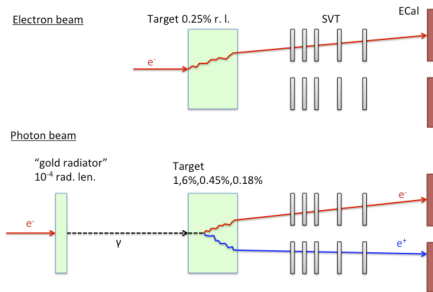 Electron beam
Target 0.25% r. l.
SVT
ECal
e-
Photon beam
"gold radiator"
10-4 rad. len.
Target
1,6%,0.45%,0.18%
e-
e-
γ
e+